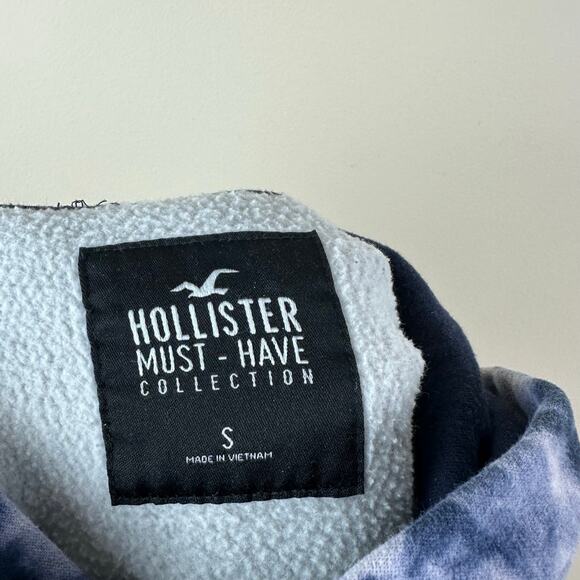 HOLLISTER
MUST - HAVE
COLLECTION
S
MADE IN VIETNAM